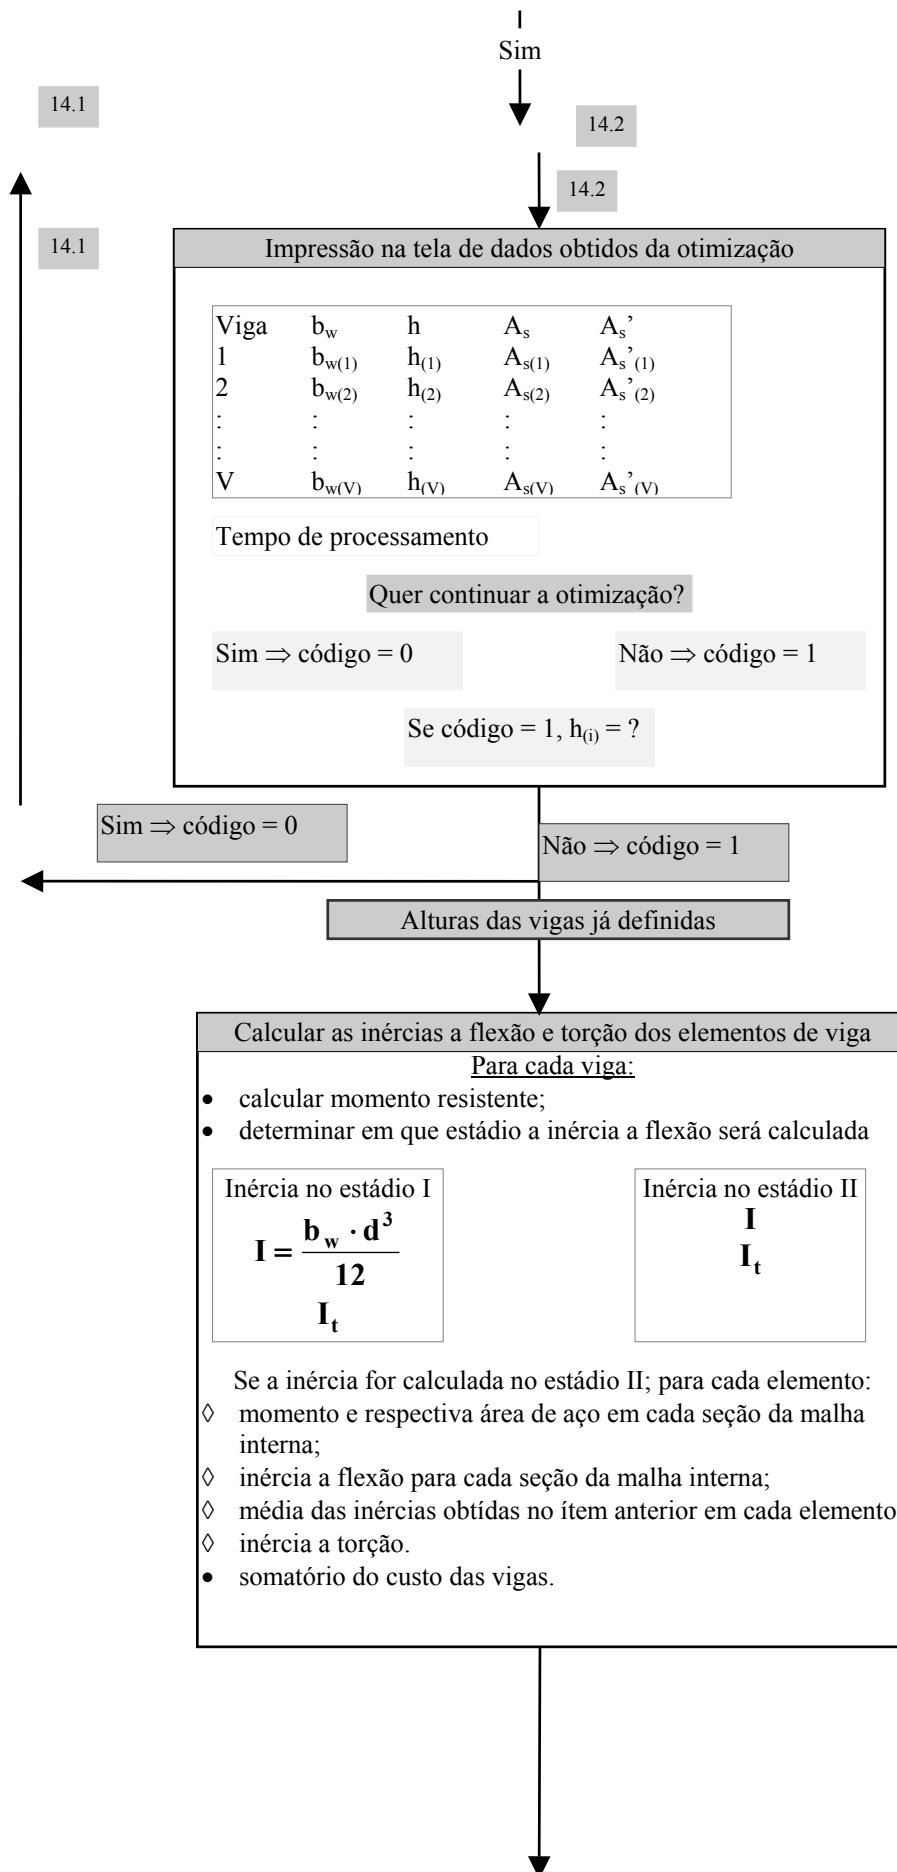 Sim
14.1
14.2
14.2
14.1
Impressão na tela de dados obtidos da otimização
Viga b_w h A_s A_s’
1 b_w(1) h_(1) A_s(1) A_s’_(1)
2 b_w(2) h_(2) A_s(2) A_s’_(2)
: : : : :
: : : : :
V b_w(V) h_(V) A_s(V) A_s’_(V)
Tempo de processamento
Quer continuar a otimização?
Sim ⇒ código = 0 Não ⇒ código = 1
Se código = 1, h_(i) = ?
Sim ⇒ código = 0
Não ⇒ código = 1
Alturas das vigas já definidas
Calcular as inércias a flexão e torção dos elementos de viga
Para cada viga:
• calcular momento resistente;
• determinar em que estádio a inércia a flexão será calculada
Inércia no estádio I
I = b_w · d^3 / 12
I_t
Inércia no estádio II
I
I_t
Se a inércia for calculada no estádio II; para cada elemento:
◊ momento e respectiva área de aço em cada seção da malha
interna;
◊ inércia a flexão para cada seção da malha interna;
◊ média das inércias obtídas no ítem anterior em cada elemento
◊ inércia a torção.
• somatório do custo das vigas.